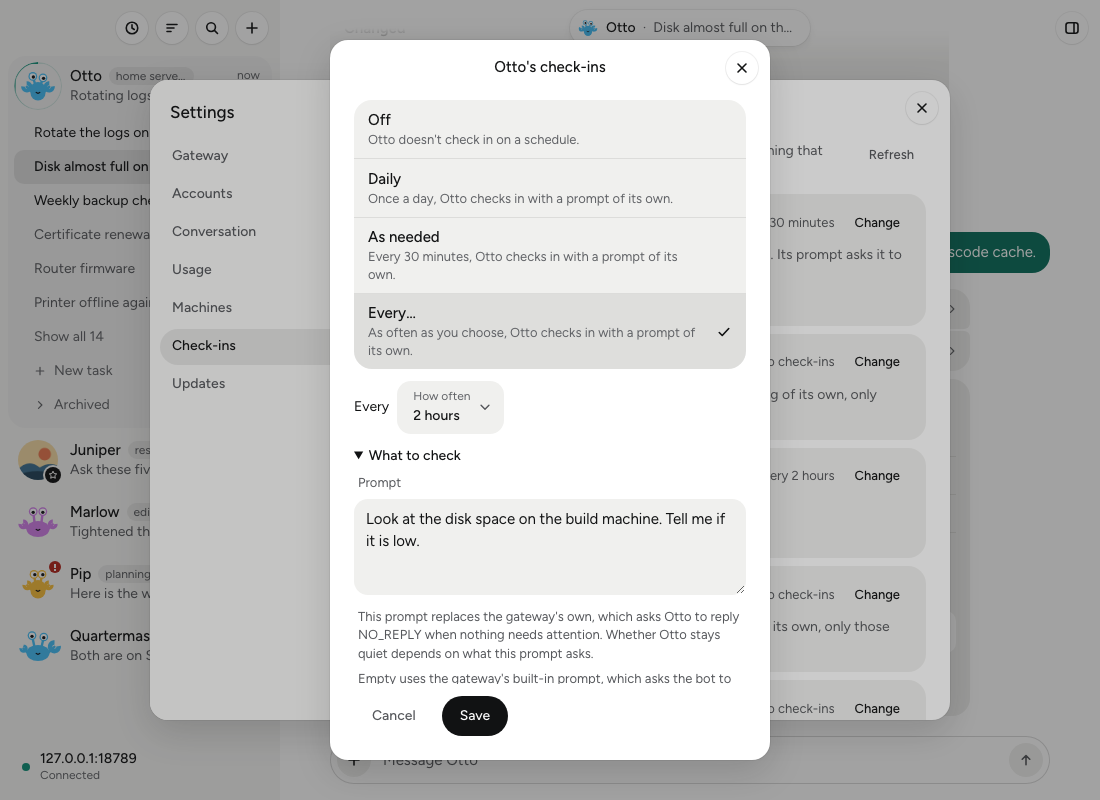 Otto · Disk almost full on th...
Otto home serve... now
Rotating logs
Rotate the logs on
Disk almost full on
Weekly backup che
Certificate renewa
Router firmware
Printer offline again
Show all 14
New task
Archived
Juniper res
Ask these five
Marlow edi
Tightened th
Pip planning
Here is the w
Quartermas
Both are on S
127.0.0.1:18789
Connected
Settings
Gateway
Accounts
Conversation
Usage
Machines
Check-ins
Updates
Otto's check-ins
Off
Otto doesn't check in on a schedule.
Daily
Once a day, Otto checks in with a prompt of its own.
As needed
Every 30 minutes, Otto checks in with a prompt of its
own.
Every...
As often as you choose, Otto checks in with a prompt of
its own.
Every
How often
2 hours
What to check
Prompt
Look at the disk space on the build machine. Tell me if
it is low.
This prompt replaces the gateway's own, which asks Otto to reply
NO_REPLY when nothing needs attention. Whether Otto stays
quiet depends on what this prompt asks.
Empty uses the gateway's built-in prompt, which asks the bot to
Cancel
Save
hing that
Refresh
30 minutes Change
. Its prompt asks it to
o check-ins Change
g of its own, only
ery 2 hours Change
o check-ins Change
its own, only those
o check-ins Change
scode cache.
Message Otto